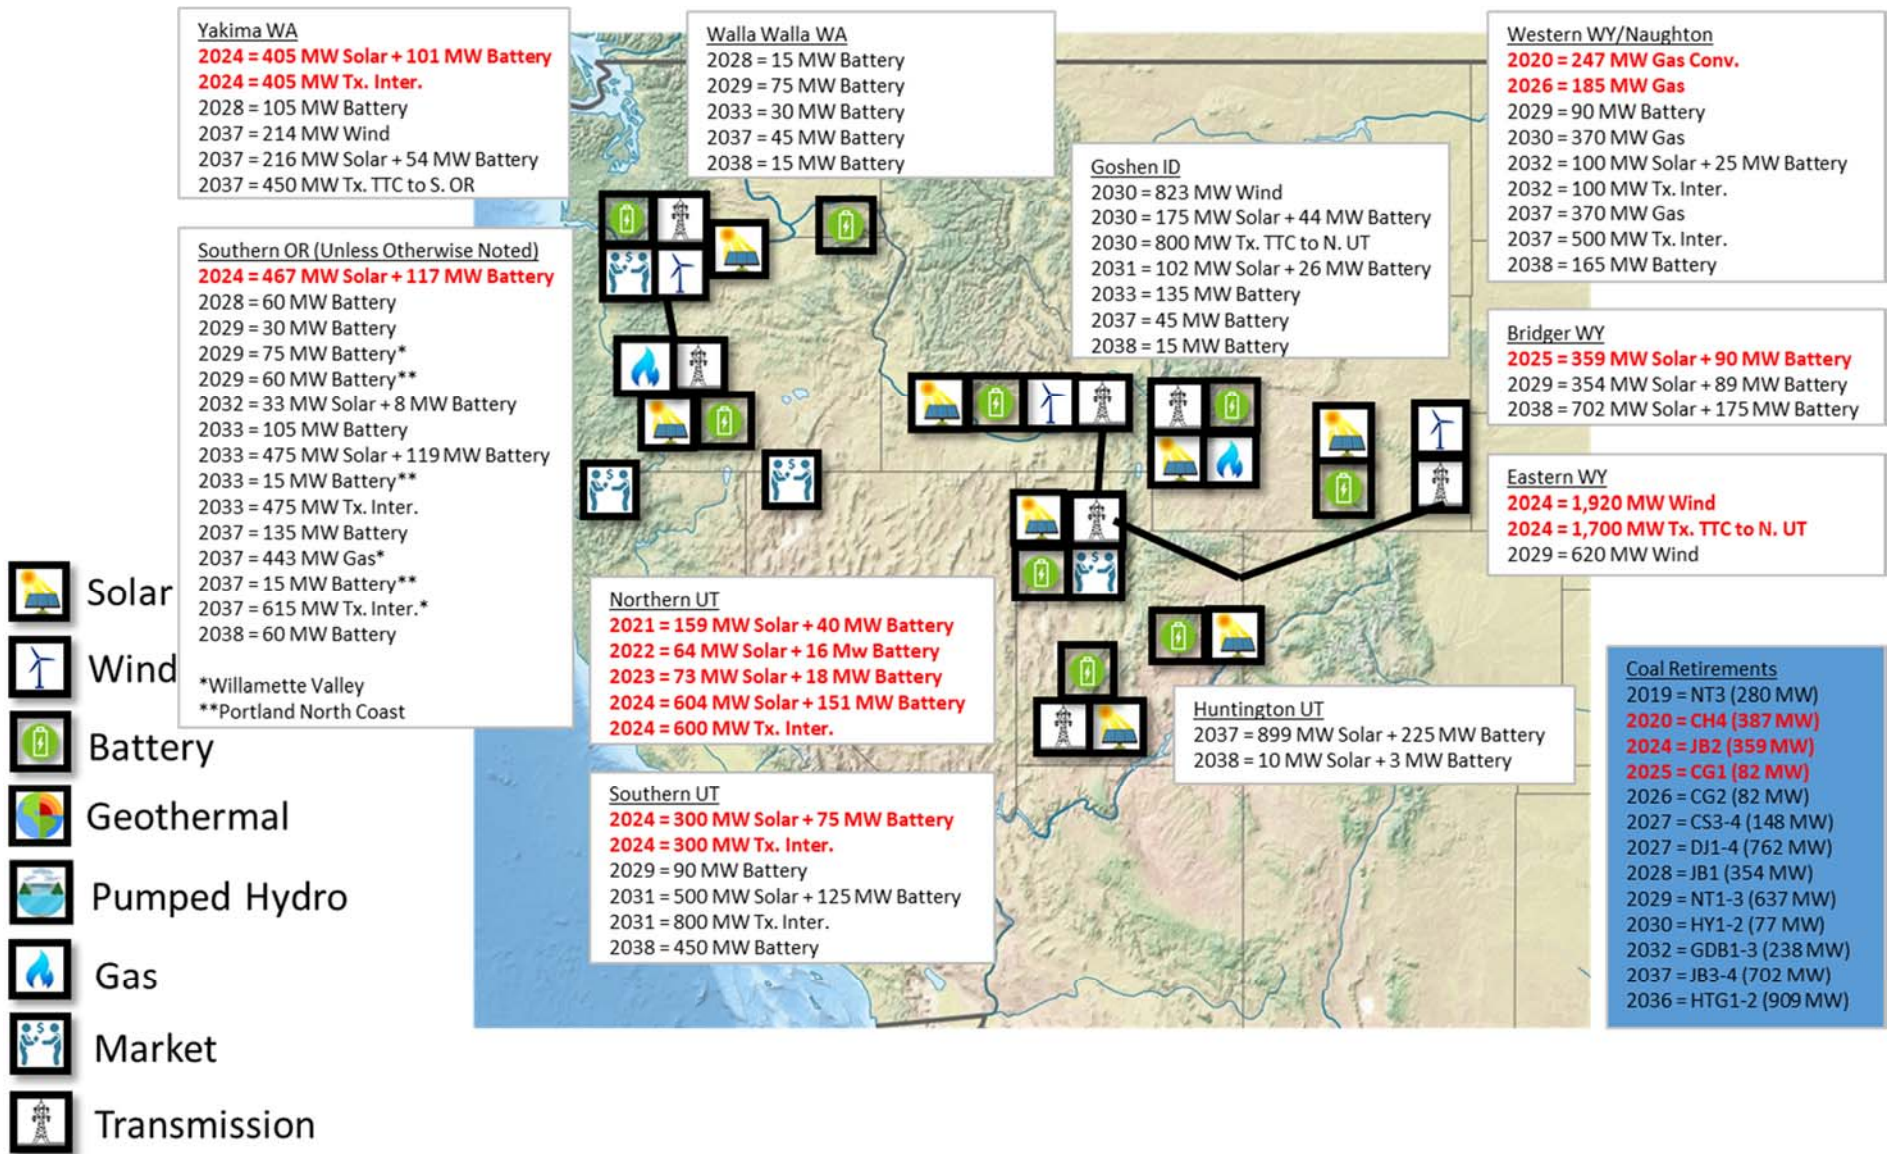 Yakima WA
2024 = 405 MW Solar + 101 MW Battery
2024 = 405 MW Tx. Inter.
2028 = 105 MW Battery
2037 = 214 MW Wind
2037 = 216 MW Solar + 54 MW Battery
2037 = 450 MW Tx. TTC to S. OR
Walla Walla WA
2028 = 15 MW Battery
2029 = 75 MW Battery
2033 = 30 MW Battery
2037 = 45 MW Battery
2038 = 15 MW Battery
Western WY/Naughton
2020 = 247 MW Gas Conv.
2026 = 185 MW Gas
2029 = 90 MW Battery
2030 = 370 MW Gas
2032 = 100 MW Solar + 25 MW Battery
2032 = 100 MW Tx. Inter.
2037 = 370 MW Gas
2037 = 500 MW Tx. Inter.
2038 = 165 MW Battery
Goshen ID
2030 = 823 MW Wind
2030 = 175 MW Solar + 44 MW Battery
2030 = 800 MW Tx. TTC to N. UT
2031 = 102 MW Solar + 26 MW Battery
2033 = 135 MW Battery
2037 = 45 MW Battery
2038 = 15 MW Battery
Southern OR (Unless Otherwise Noted)
2024 = 467 MW Solar + 117 MW Battery
2028 = 60 MW Battery
2029 = 30 MW Battery
2029 = 75 MW Battery*
2029 = 60 MW Battery**
2032 = 33 MW Solar + 8 MW Battery
2033 = 105 MW Battery
2033 = 475 MW Solar + 119 MW Battery
2033 = 15 MW Battery**
2033 = 475 MW Tx. Inter.
2037 = 135 MW Battery
2037 = 443 MW Gas*
2037 = 15 MW Battery**
2037 = 615 MW Tx. Inter.*
2038 = 60 MW Battery
*Willamette Valley
**Portland North Coast
Bridger WY
2025 = 359 MW Solar + 90 MW Battery
2029 = 354 MW Solar + 89 MW Battery
2038 = 702 MW Solar + 175 MW Battery
Eastern WY
2024 = 1,920 MW Wind
2024 = 1,700 MW Tx. TTC to N. UT
2029 = 620 MW Wind
Northern UT
2021 = 159 MW Solar + 40 MW Battery
2022 = 64 MW Solar + 16 Mw Battery
2023 = 73 MW Solar + 18 MW Battery
2024 = 604 MW Solar + 151 MW Battery
2024 = 600 MW Tx. Inter.
Huntington UT
2037 = 899 MW Solar + 225 MW Battery
2038 = 10 MW Solar + 3 MW Battery
Southern UT
2024 = 300 MW Solar + 75 MW Battery
2024 = 300 MW Tx. Inter.
2029 = 90 MW Battery
2031 = 500 MW Solar + 125 MW Battery
2031 = 800 MW Tx. Inter.
2038 = 450 MW Battery
Coal Retirements
2019 = NT3 (280 MW)
2020 = CH4 (387 MW)
2024 = JB2 (359 MW)
2025 = CG1 (82 MW)
2026 = CG2 (82 MW)
2027 = CS3-4 (148 MW)
2027 = DJ1-4 (762 MW)
2028 = JB1 (354 MW)
2029 = NT1-3 (637 MW)
2030 = HY1-2 (77 MW)
2032 = GDB1-3 (238 MW)
2037 = JB3-4 (702 MW)
2036 = HTG1-2 (909 MW)
Solar
Wind
Battery
Geothermal
Pumped Hydro
Gas
Market
Transmission